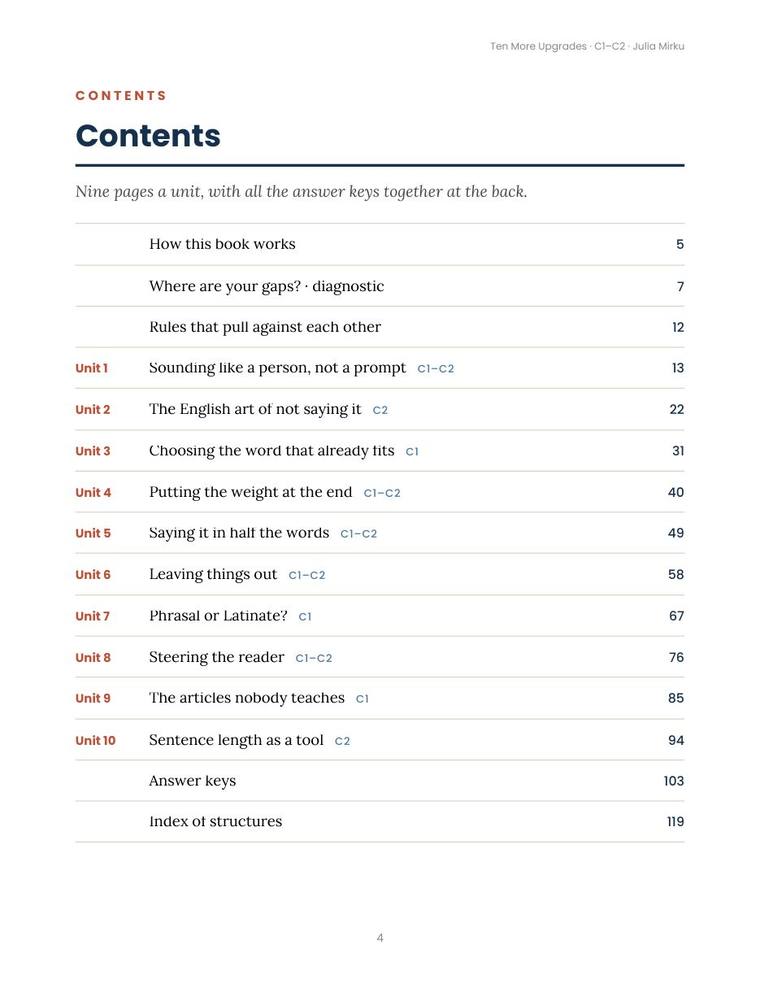 Ten More Upgrades · C1–C2 · Julia Mirku
CONTENTS
Contents
Nine pages a unit, with all the answer keys together at the back.
How this book works 5
Where are your gaps? · diagnostic 7
Rules that pull against each other 12
Unit 1 Sounding like a person, not a prompt C1–C2 13
Unit 2 The English art of not saying it C2 22
Unit 3 Choosing the word that already fits C1 31
Unit 4 Putting the weight at the end C1–C2 40
Unit 5 Saying it in half the words C1–C2 49
Unit 6 Leaving things out C1–C2 58
Unit 7 Phrasal or Latinate? C1 67
Unit 8 Steering the reader C1–C2 76
Unit 9 The articles nobody teaches C1 85
Unit 10 Sentence length as a tool C2 94
Answer keys 103
Index of structures 119
4